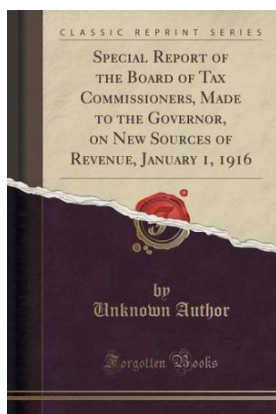 CLASSIC REPRINT SERIES
SPECIAL REPORT OF
THE BOARD OF TAX
COMMISSIONERS, MADE
TO THE GOVERNOR,
ON NEW SOURCES OF
REVENUE, JANUARY 1, 1916
by
Unknown Author
Forgotten Books